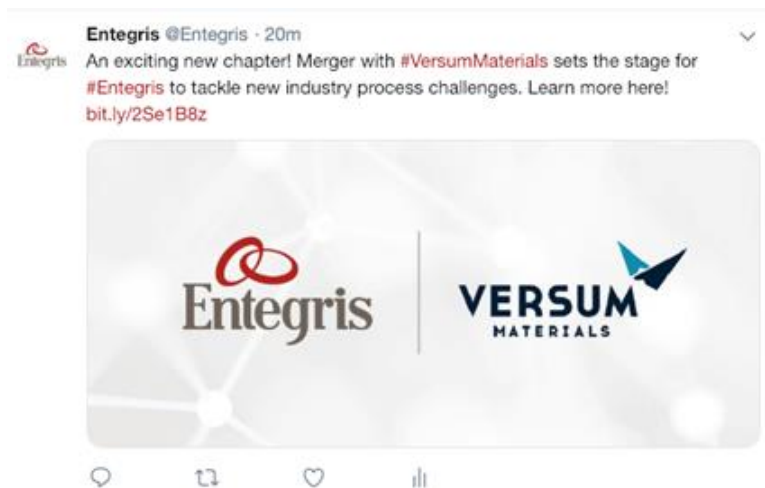 Entegris @Entegris · 20m
Entegris
An exciting new chapter! Merger with #VersumMaterials sets the stage for
#Entegris to tackle new industry process challenges. Learn more here!
bit.ly/2Se1B8z
Entegris
VERSUM
MATERIALS